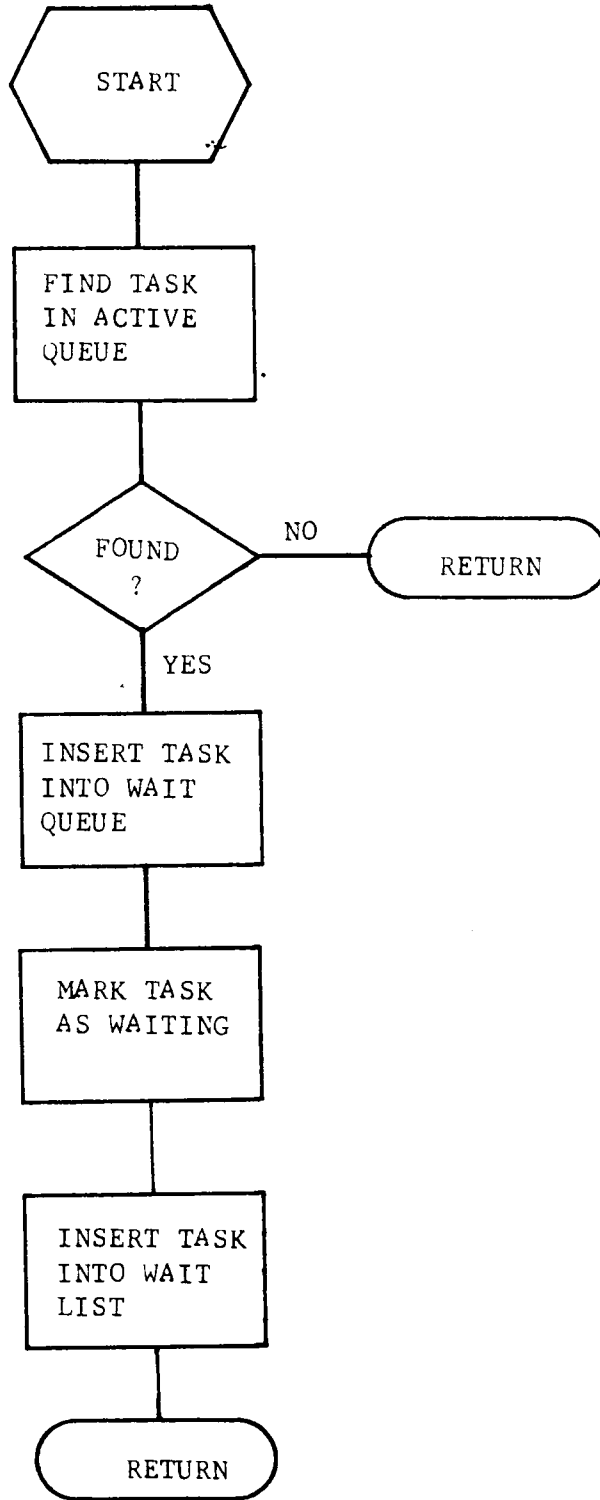 START
FIND TASK
IN ACTIVE
QUEUE
FOUND
?
NO
RETURN
YES
INSERT TASK
INTO WAIT
QUEUE
MARK TASK
AS WAITING
INSERT TASK
INTO WAIT
LIST
RETURN